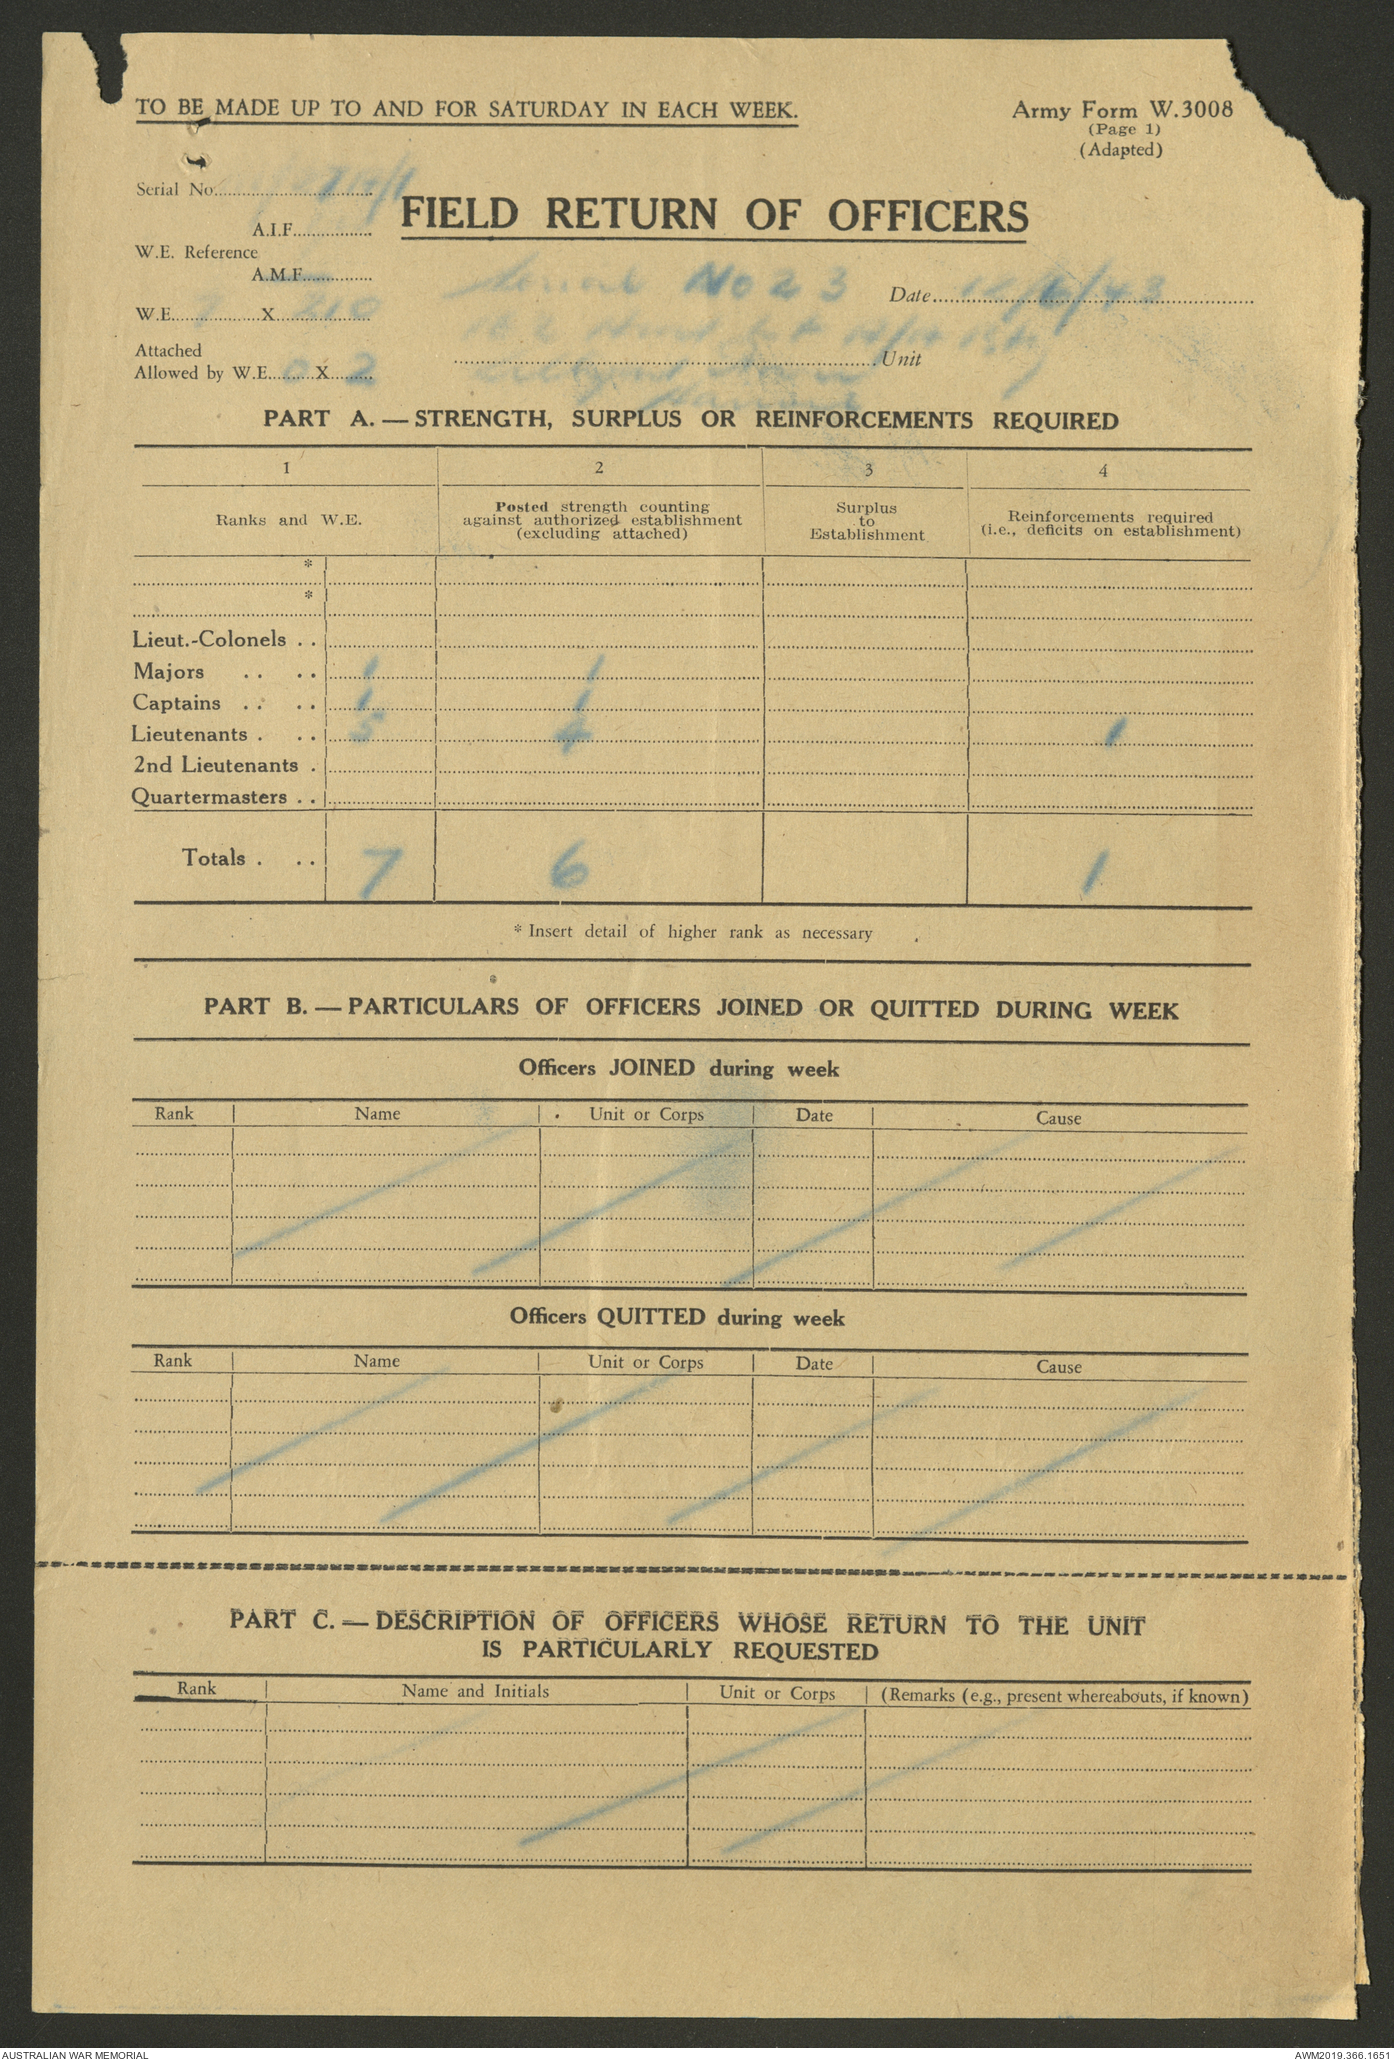 TO BE MADE UP TO AND FOR SATURDAY IN EACH WEEK.
Army Form W.3008
(Page 1)
(Adapted)
Serial No.
FIELD RETURN OF OFFICERS
A.I.F.
W.E. Reference
A.M.F.
No 23
Date /6/43
W.E. 7 X 210
Attached
Allowed by W.E. 0 X 2
Unit
PART A. — STRENGTH, SURPLUS OR REINFORCEMENTS REQUIRED
1 2 3 4
Ranks and W.E.
Posted strength counting against authorized establishment (excluding attached)
Surplus to Establishment
Reinforcements required (i.e., deficits on establishment)
*
*
Lieut.-Colonels . .
Majors . . . . 1 1
Captains . . . . 1 1
Lieutenants . . . 5 4 1
2nd Lieutenants .
Quartermasters . .
Totals . . . 7 6 1
* Insert detail of higher rank as necessary
PART B. — PARTICULARS OF OFFICERS JOINED OR QUITTED DURING WEEK
Officers JOINED during week
Rank Name Unit or Corps Date Cause
Officers QUITTED during week
Rank Name Unit or Corps Date Cause
PART C. — DESCRIPTION OF OFFICERS WHOSE RETURN TO THE UNIT
IS PARTICULARLY REQUESTED
Rank Name and Initials Unit or Corps (Remarks (e.g., present whereabouts, if known)
AUSTRALIAN WAR MEMORIAL
AWM2019.366.1651